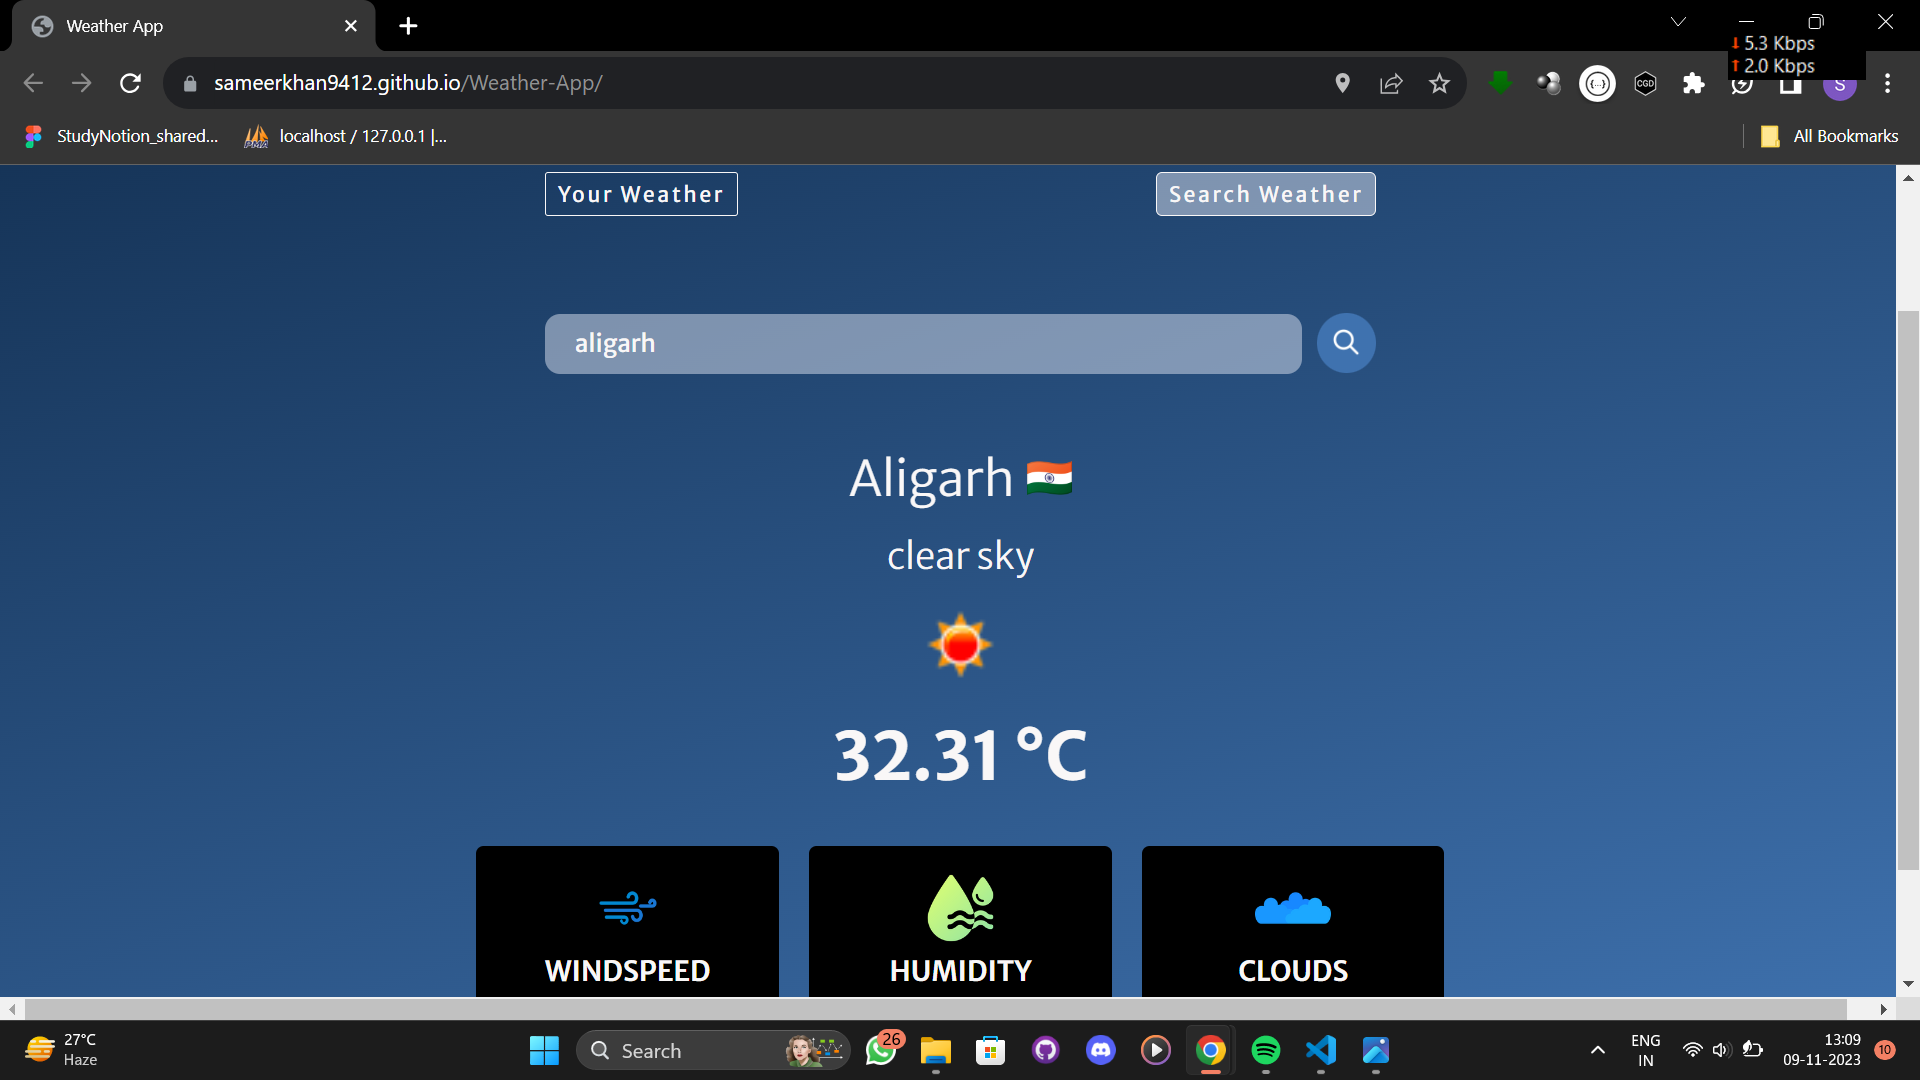 Weather App
5.3 Kbps
2.0 Kbps
sameerkhan9412.github.io/Weather-App/
{...}
CGD
S
StudyNotion_shared...
PMA
localhost / 127.0.0.1 |...
All Bookmarks
Your Weather
Search Weather
aligarh
Aligarh
clear sky
32.31 °C
WINDSPEED
HUMIDITY
CLOUDS
27°C
Haze
Search
26
ENG
IN
13:09
09-11-2023
10